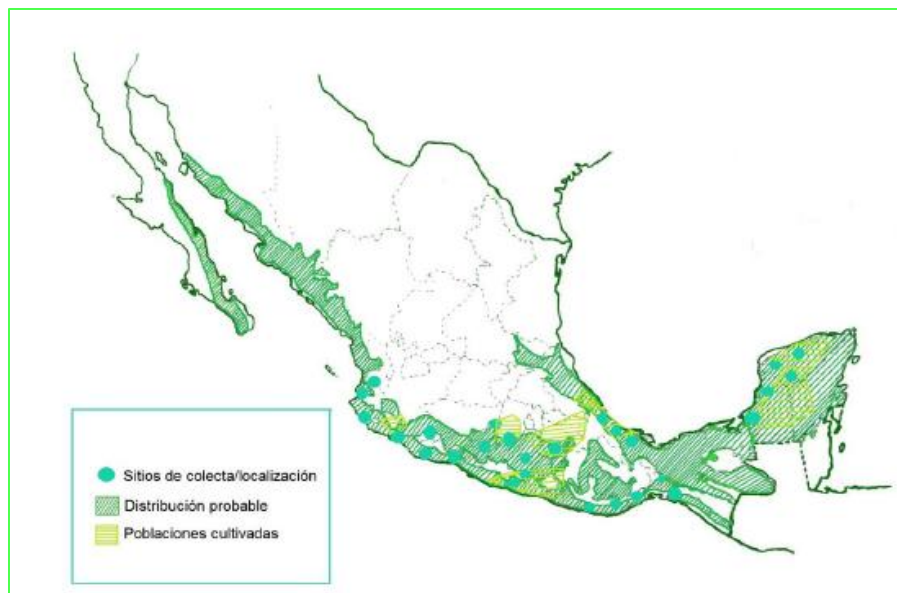 Sitios de colecta/localización
Distribución probable
Poblaciones cultivadas